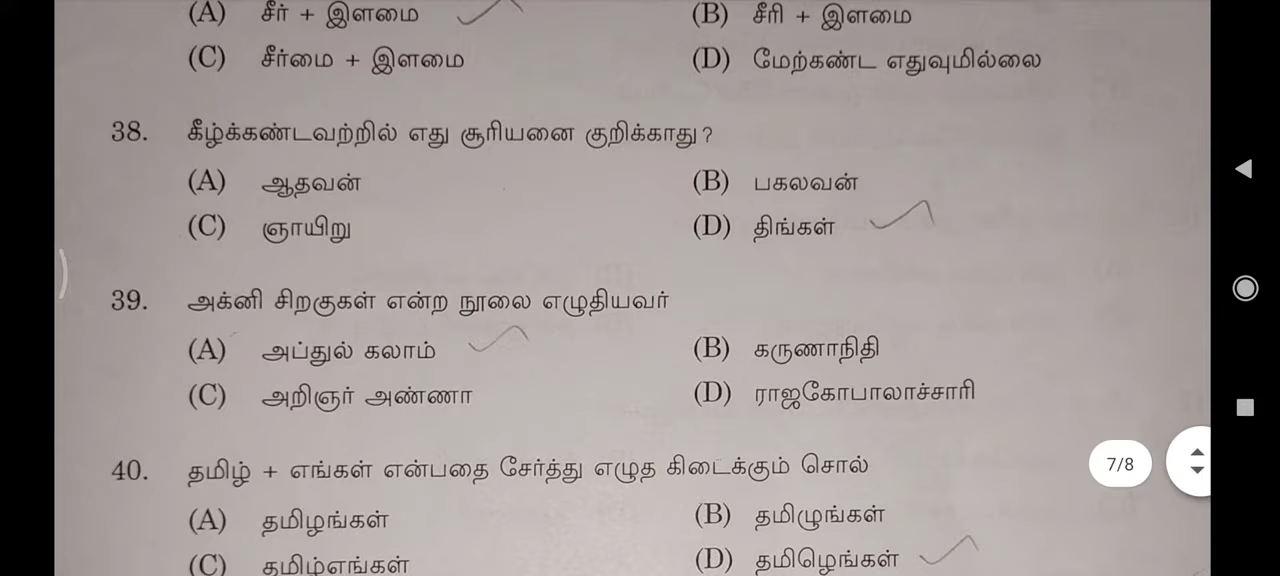 (A) சீர் + இளமை (B) சீரி + இளமை
(C) சீர்மை + இளமை (D) மேற்கண்ட எதுவுமில்லை
38. கீழ்க்கண்டவற்றில் எது சூரியனை குறிக்காது?
(A) ஆதவன் (B) பகலவன்
(C) ஞாயிறு (D) திங்கள்
39. அக்னி சிறகுகள் என்ற நூலை எழுதியவர்
(A) அப்துல் கலாம் (B) கருணாநிதி
(C) அறிஞர் அண்ணா (D) ராஜகோபாலாச்சாரி
40. தமிழ் + எங்கள் என்பதை சேர்த்து எழுத கிடைக்கும் சொல்
7/8
(A) தமிழங்கள் (B) தமிழுங்கள்
(C) தமிழ்எங்கள் (D) தமிழெங்கள்